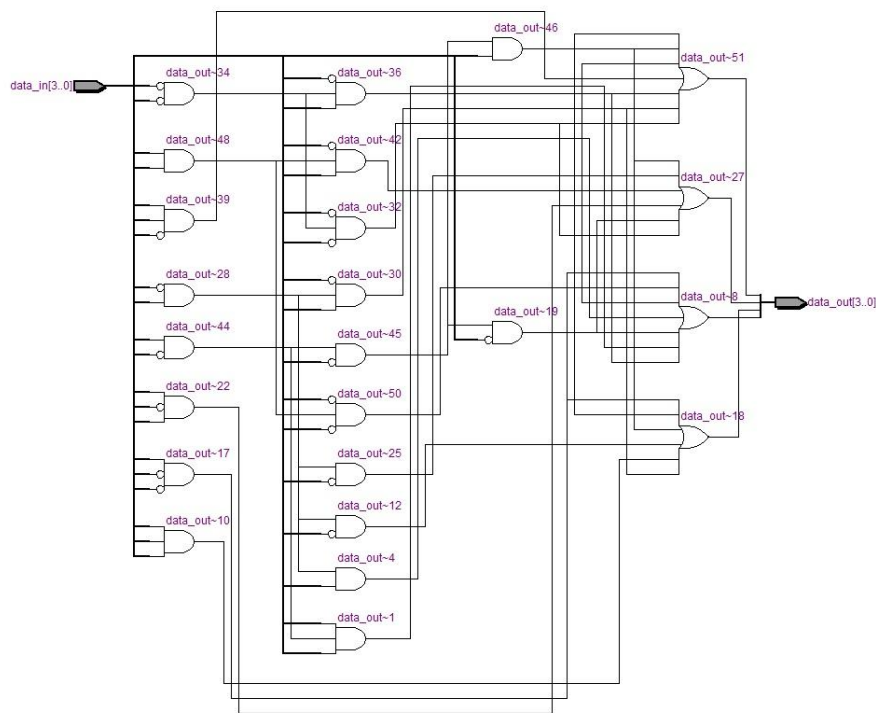 data_out~46
data_out~34
data_out~36
data_out~51
data_in[3..0]
data_out~48
data_out~42
data_out~27
data_out~39
data_out~32
data_out~28
data_out~30
data_out~19
data_out~8
data_out[3..0]
data_out~44
data_out~45
data_out~22
data_out~50
data_out~18
data_out~17
data_out~25
data_out~12
data_out~10
data_out~4
data_out~1